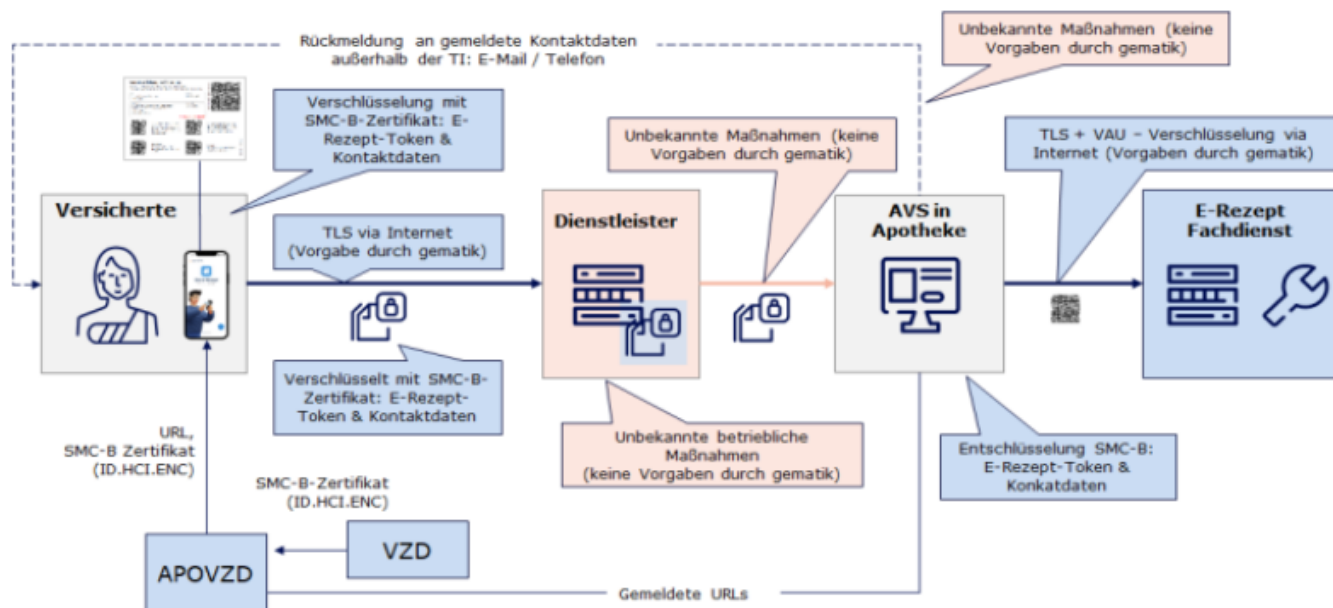 Rückmeldung an gemeldete Kontaktdaten
außerhalb der TI: E-Mail / Telefon
Unbekannte Maßnahmen (keine
Vorgaben durch gematik)
Verschlüsselung mit
SMC-B-Zertifikat: E-
Rezept-Token &
Kontaktdaten
Unbekannte Maßnahmen (keine
Vorgaben durch gematik)
TLS + VAU – Verschlüsselung via
Internet (Vorgaben durch gematik)
Versicherte
TLS via Internet
(Vorgabe durch gematik)
Dienstleister
AVS in
Apotheke
E-Rezept
Fachdienst
Verschlüsselt mit SMC-B-
Zertifikat: E-Rezept-
Token & Kontaktdaten
Unbekannte betriebliche
Maßnahmen
(keine Vorgaben durch gematik)
Entschlüsselung SMC-B:
E-Rezept-Token &
Konkatdaten
URL,
SMC-B Zertifikat
(ID.HCI.ENC)
SMC-B-Zertifikat
(ID.HCI.ENC)
VZD
APOVZD
Gemeldete URLs